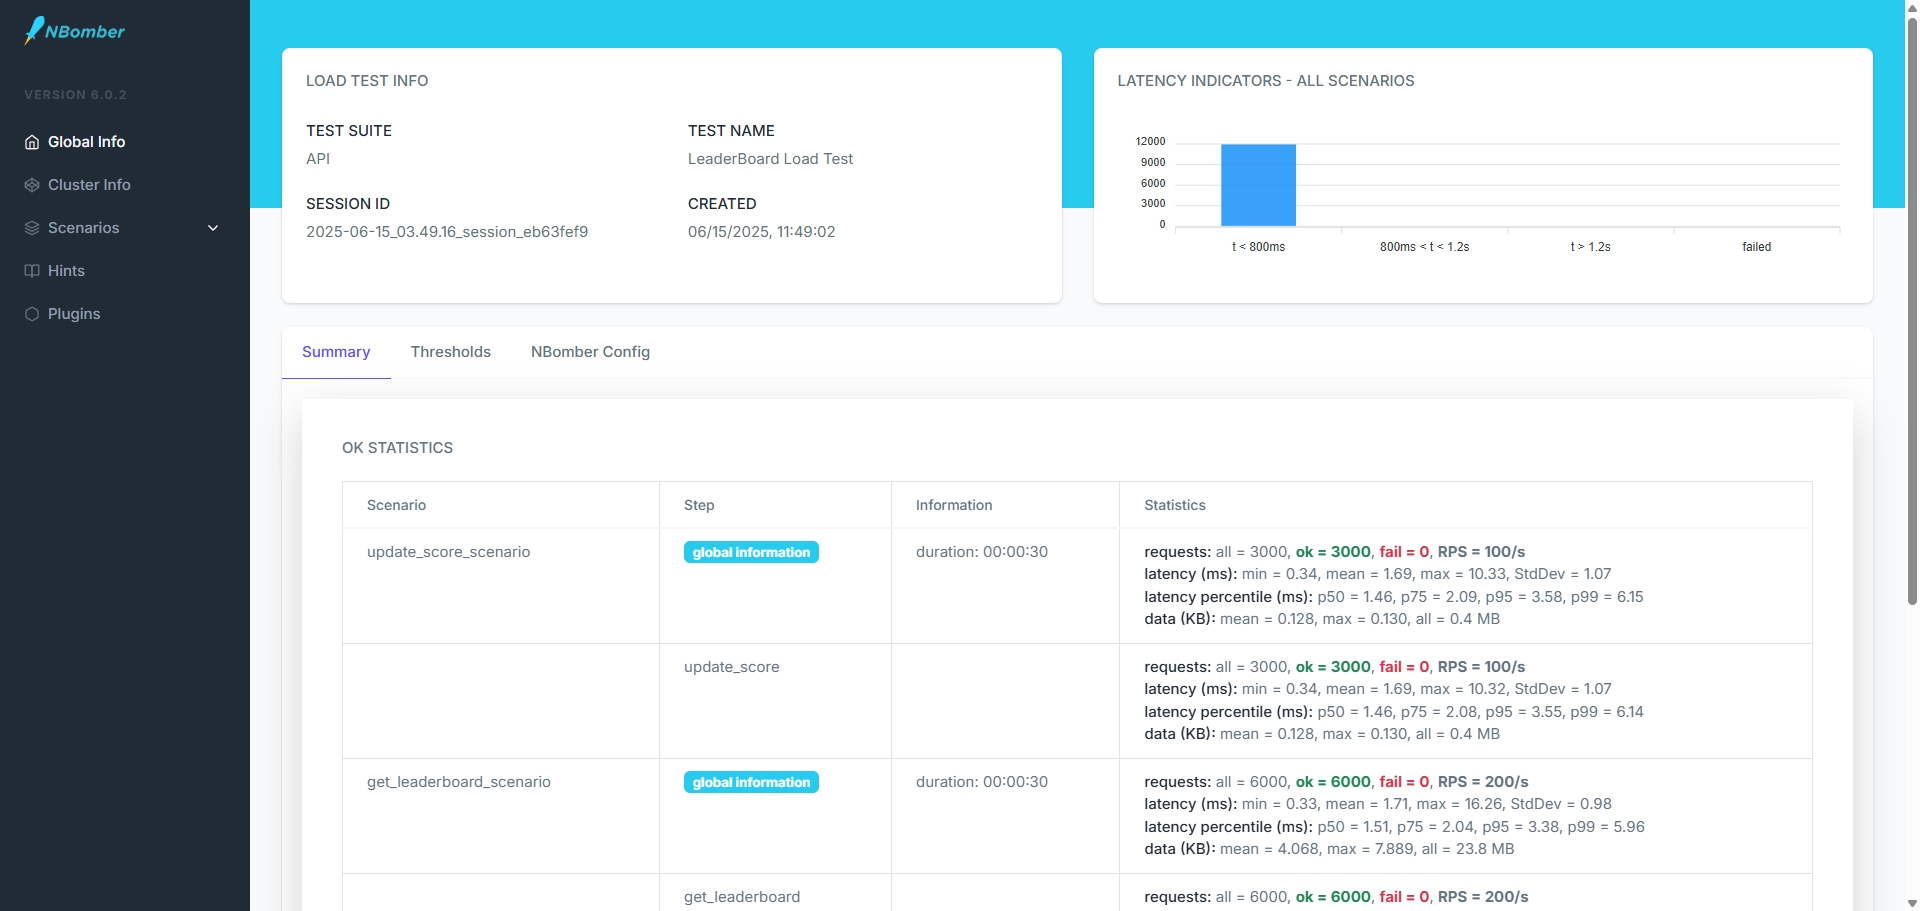 NBomber
VERSION 6.0.2
Global Info
Cluster Info
Scenarios
Hints
Plugins
LOAD TEST INFO
TEST SUITE
API
TEST NAME
LeaderBoard Load Test
SESSION ID
2025-06-15_03.49.16_session_eb63fef9
CREATED
06/15/2025, 11:49:02
LATENCY INDICATORS - ALL SCENARIOS
12000
9000
6000
3000
0
t < 800ms
800ms < t < 1.2s
t > 1.2s
failed
Summary
Thresholds
NBomber Config
OK STATISTICS
Scenario
Step
Information
Statistics
update_score_scenario
global information
duration: 00:00:30
requests: all = 3000, ok = 3000, fail = 0, RPS = 100/s
latency (ms): min = 0.34, mean = 1.69, max = 10.33, StdDev = 1.07
latency percentile (ms): p50 = 1.46, p75 = 2.09, p95 = 3.58, p99 = 6.15
data (KB): mean = 0.128, max = 0.130, all = 0.4 MB
update_score
requests: all = 3000, ok = 3000, fail = 0, RPS = 100/s
latency (ms): min = 0.34, mean = 1.69, max = 10.32, StdDev = 1.07
latency percentile (ms): p50 = 1.46, p75 = 2.08, p95 = 3.55, p99 = 6.14
data (KB): mean = 0.128, max = 0.130, all = 0.4 MB
get_leaderboard_scenario
global information
duration: 00:00:30
requests: all = 6000, ok = 6000, fail = 0, RPS = 200/s
latency (ms): min = 0.33, mean = 1.71, max = 16.26, StdDev = 0.98
latency percentile (ms): p50 = 1.51, p75 = 2.04, p95 = 3.38, p99 = 5.96
data (KB): mean = 4.068, max = 7.889, all = 23.8 MB
get_leaderboard
requests: all = 6000, ok = 6000, fail = 0, RPS = 200/s